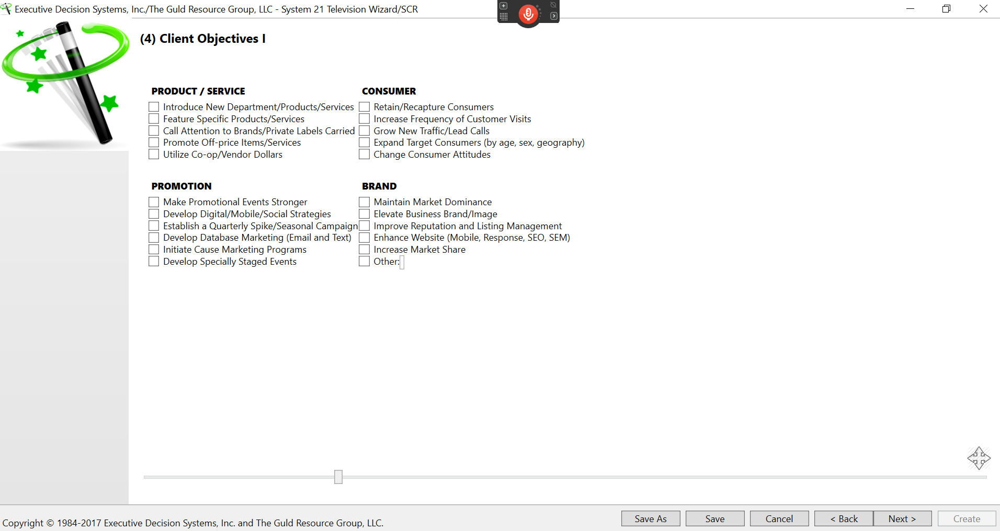 Executive Decision Systems, Inc./The Guld Resource Group, LLC - System 21 Television Wizard/SCR
(4) Client Objectives I
PRODUCT / SERVICE
Introduce New Department/Products/Services
Feature Specific Products/Services
Call Attention to Brands/Private Labels Carried
Promote Off-price Items/Services
Utilize Co-op/Vendor Dollars
CONSUMER
Retain/Recapture Consumers
Increase Frequency of Customer Visits
Grow New Traffic/Lead Calls
Expand Target Consumers (by age, sex, geography)
Change Consumer Attitudes
PROMOTION
Make Promotional Events Stronger
Develop Digital/Mobile/Social Strategies
Establish a Quarterly Spike/Seasonal Campaign
Develop Database Marketing (Email and Text)
Initiate Cause Marketing Programs
Develop Specially Staged Events
BRAND
Maintain Market Dominance
Elevate Business Brand/Image
Improve Reputation and Listing Management
Enhance Website (Mobile, Response, SEO, SEM)
Increase Market Share
Other:
Copyright © 1984-2017 Executive Decision Systems, Inc. and The Guld Resource Group, LLC.
Save As
Save
Cancel
< Back
Next >
Create